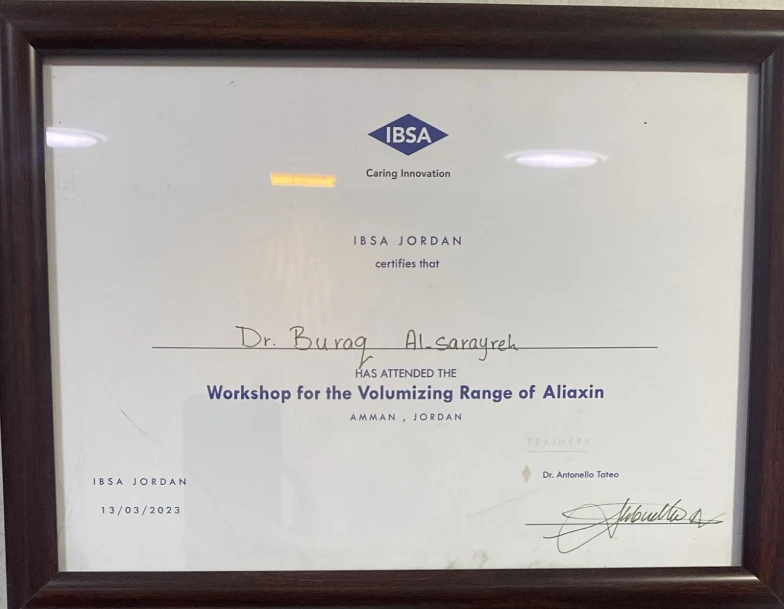 IBSA
Caring Innovation
IBSA JORDAN
certifies that
Dr. Buraq Al-sarayreh
HAS ATTENDED THE
Workshop for the Volumizing Range of Aliaxin
AMMAN , JORDAN
TRAINERS
Dr. Antonello Tateo
IBSA JORDAN
13/03/2023